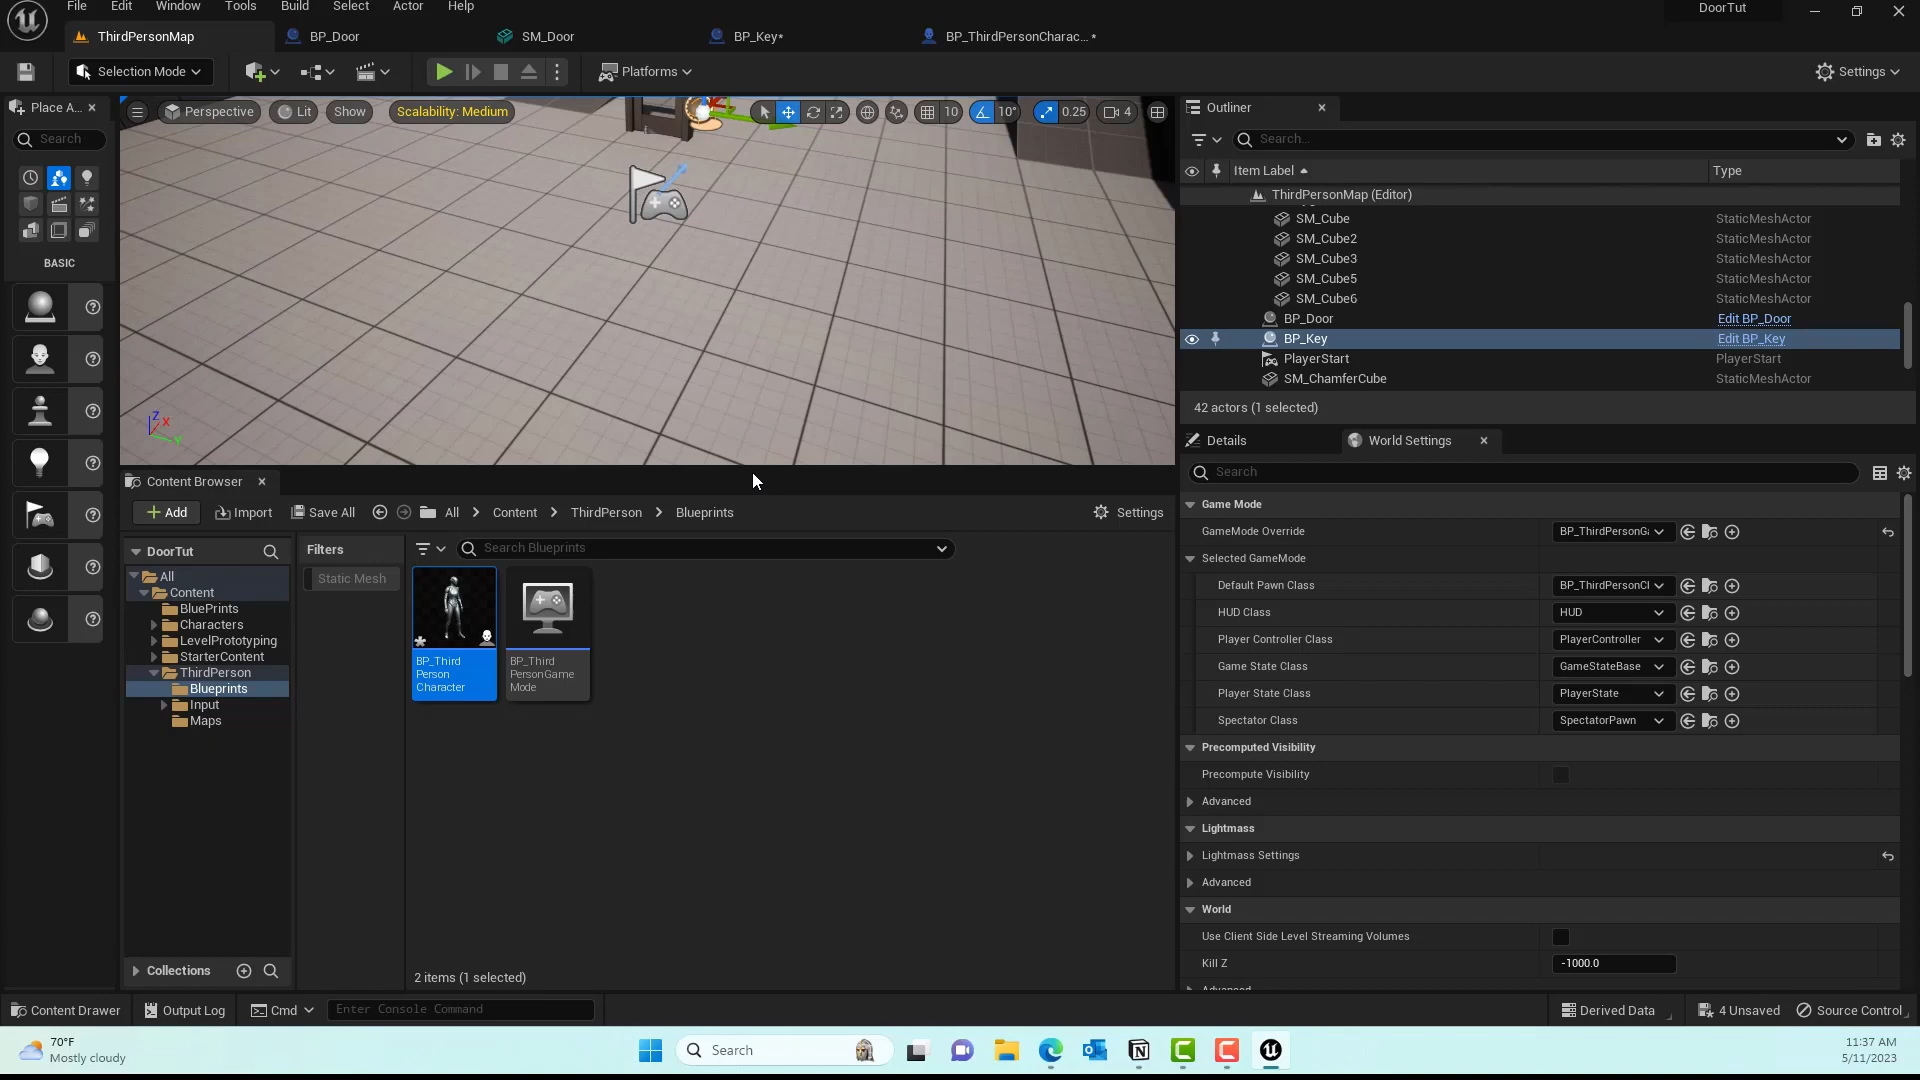 File Edit Window Tools Build Select Actor Help
DoorTut
ThirdPersonMap
BP_Door
SM_Door
BP_Key*
BP_ThirdPersonCharac... *
Selection Mode
Platforms
Settings
Place A...
Search
BASIC
Perspective
Lit
Show
Scalability: Medium
10
10°
0.25
4
Z
X
Y
Outliner
Search...
Item Label
Type
ThirdPersonMap (Editor)
SM_Cube StaticMeshActor
SM_Cube2 StaticMeshActor
SM_Cube3 StaticMeshActor
SM_Cube5 StaticMeshActor
SM_Cube6 StaticMeshActor
BP_Door Edit BP_Door
BP_Key Edit BP_Key
PlayerStart PlayerStart
SM_ChamferCube StaticMeshActor
42 actors (1 selected)
Details
World Settings
Search
Game Mode
GameMode Override BP_ThirdPersonGa
Selected GameMode
Default Pawn Class BP_ThirdPersonCl
HUD Class HUD
Player Controller Class PlayerController
Game State Class GameStateBase
Player State Class PlayerState
Spectator Class SpectatorPawn
Precomputed Visibility
Precompute Visibility
Advanced
Lightmass
Lightmass Settings
Advanced
World
Use Client Side Level Streaming Volumes
Kill Z -1000.0
Advanced
Content Browser
Add
Import
Save All
All > Content > ThirdPerson > Blueprints
Settings
DoorTut
All
Content
BluePrints
Characters
LevelPrototyping
StarterContent
ThirdPerson
Blueprints
Input
Maps
Collections
Filters
Static Mesh
Search Blueprints
BP_Third
Person
Character
BP_Third
PersonGame
Mode
2 items (1 selected)
Content Drawer
Output Log
Cmd
Enter Console Command
Derived Data
4 Unsaved
Source Control
70°F
Mostly cloudy
Search
11:37 AM
5/11/2023